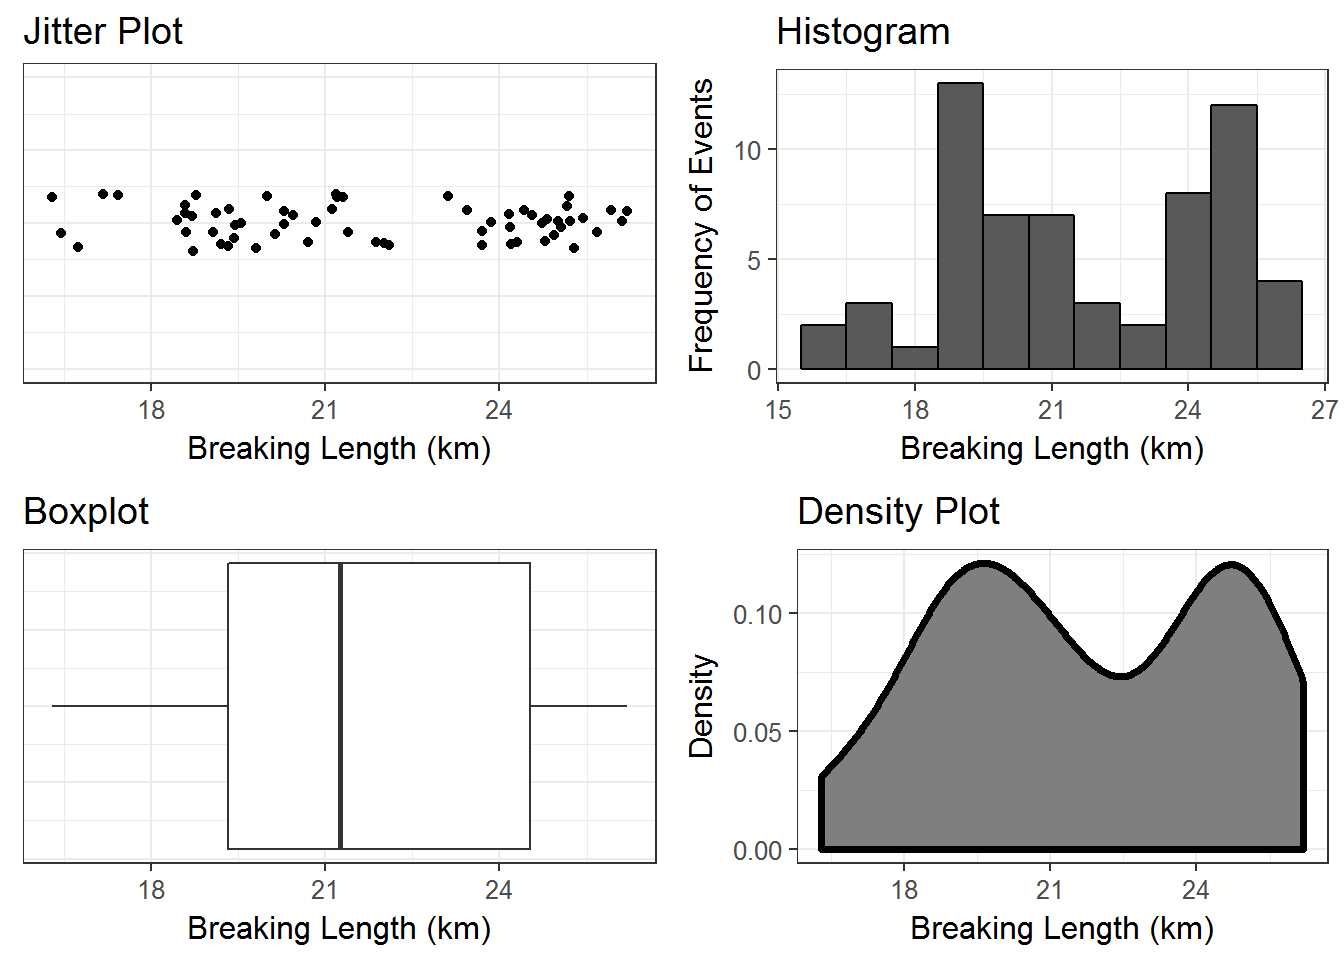 Jitter Plot
18 21 24
Breaking Length (km)
Histogram
Frequency of Events
10
5
0
15 18 21 24 27
Breaking Length (km)
Boxplot
18 21 24
Breaking Length (km)
Density Plot
Density
0.10
0.05
0.00
18 21 24
Breaking Length (km)